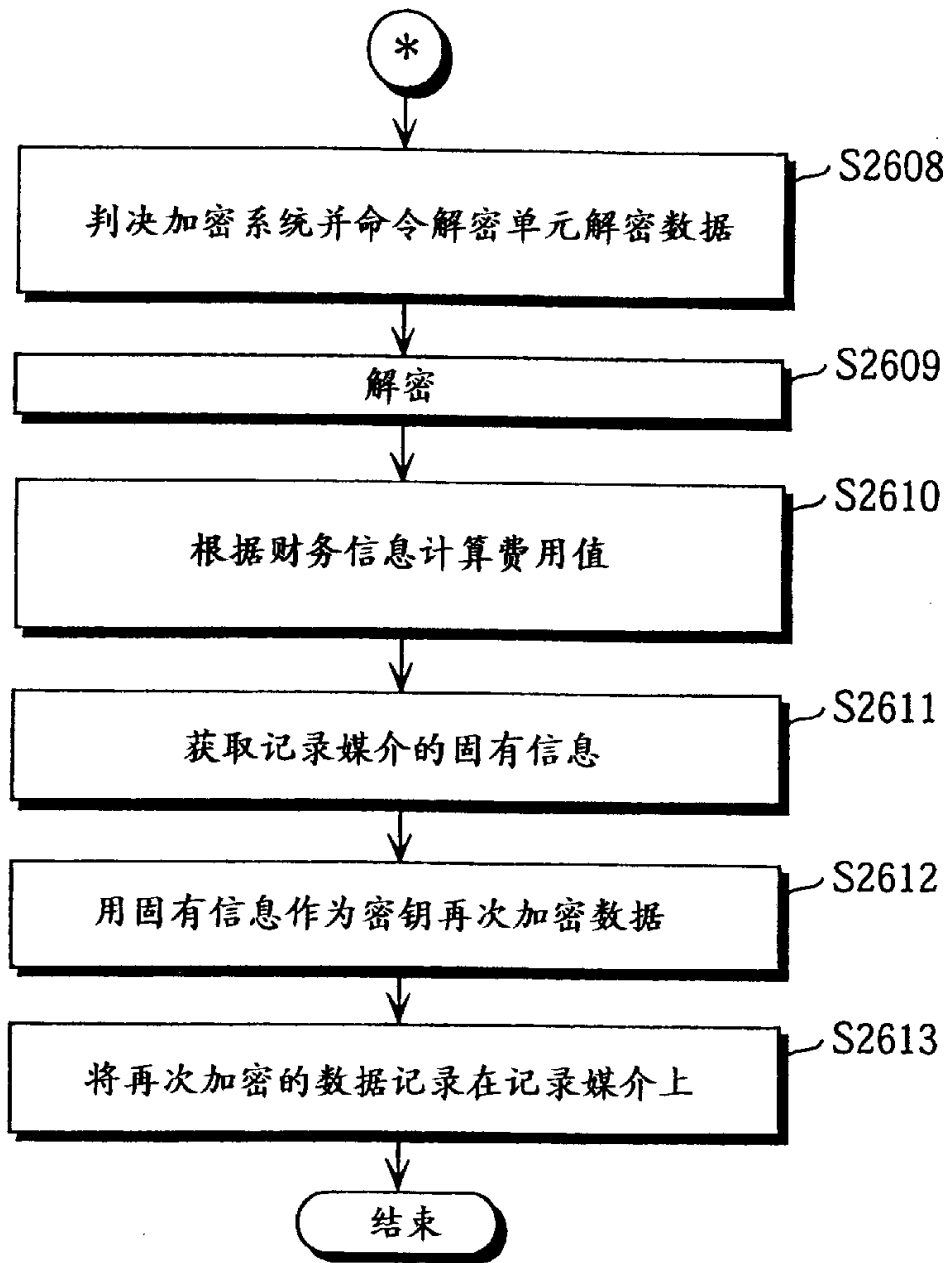 *
S2608
判决加密系统并命令解密单元解密数据
S2609
解密
S2610
根据财务信息计算费用值
S2611
获取记录媒介的固有信息
S2612
用固有信息作为密钥再次加密数据
S2613
将再次加密的数据记录在记录媒介上
结束